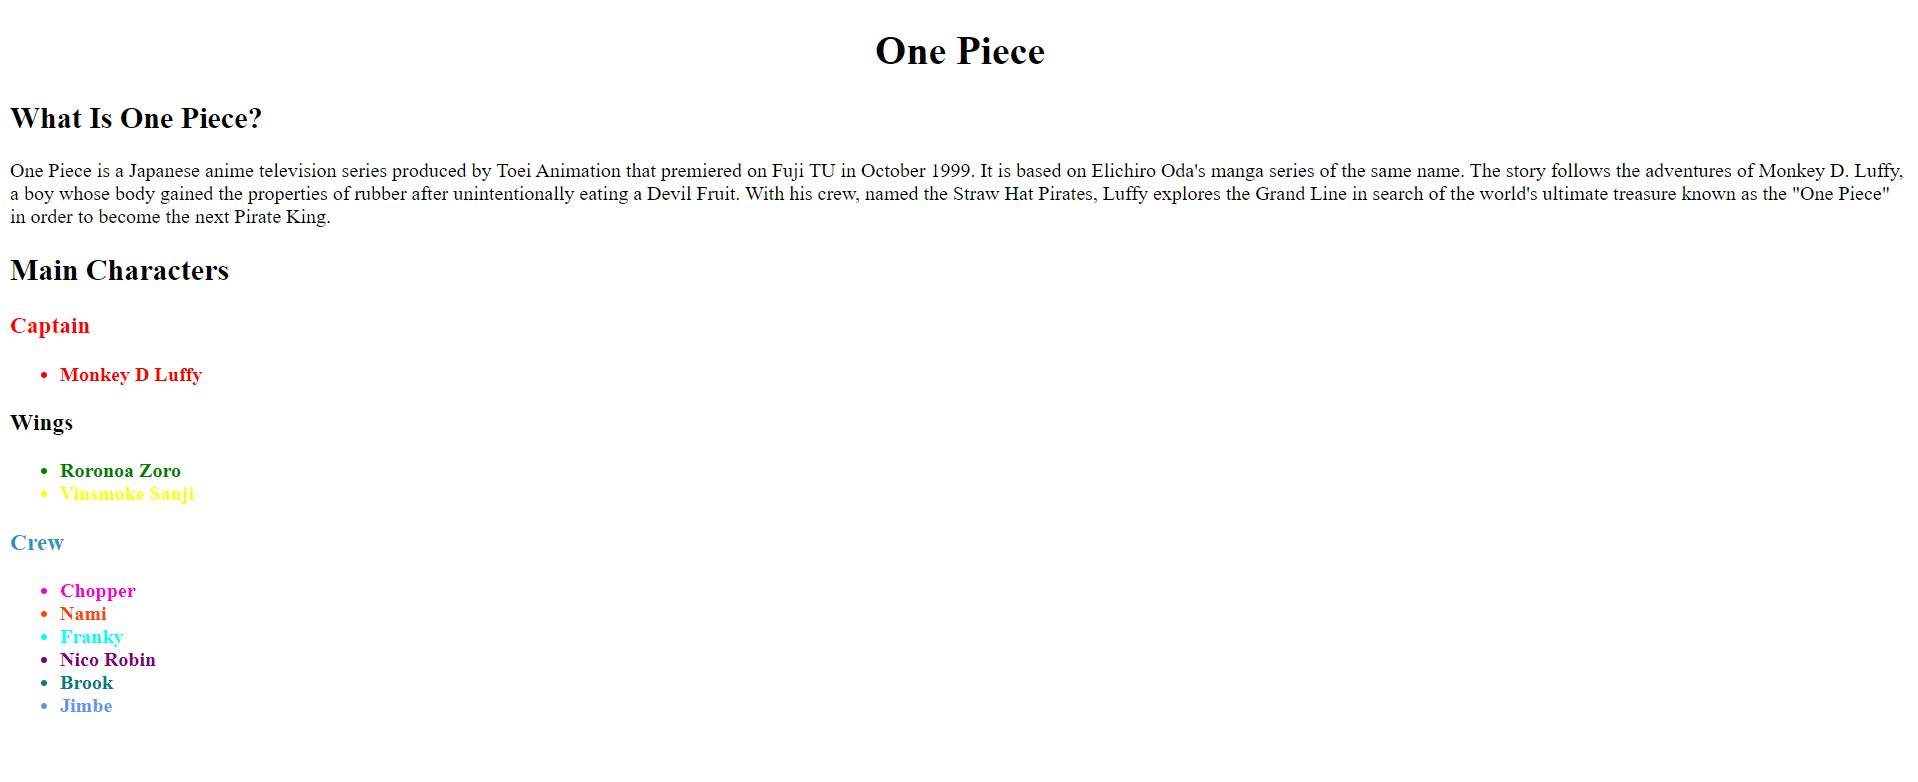 One Piece
What Is One Piece?
One Piece is a Japanese anime television series produced by Toei Animation that premiered on Fuji TU in October 1999. It is based on Elichiro Oda's manga series of the same name. The story follows the adventures of Monkey D. Luffy,
a boy whose body gained the properties of rubber after unintentionally eating a Devil Fruit. With his crew, named the Straw Hat Pirates, Luffy explores the Grand Line in search of the world's ultimate treasure known as the "One Piece"
in order to become the next Pirate King.
Main Characters
Captain
• Monkey D Luffy
Wings
• Roronoa Zoro
• Vinsmoke Sanji
Crew
• Chopper
• Nami
• Franky
• Nico Robin
• Brook
• Jimbe